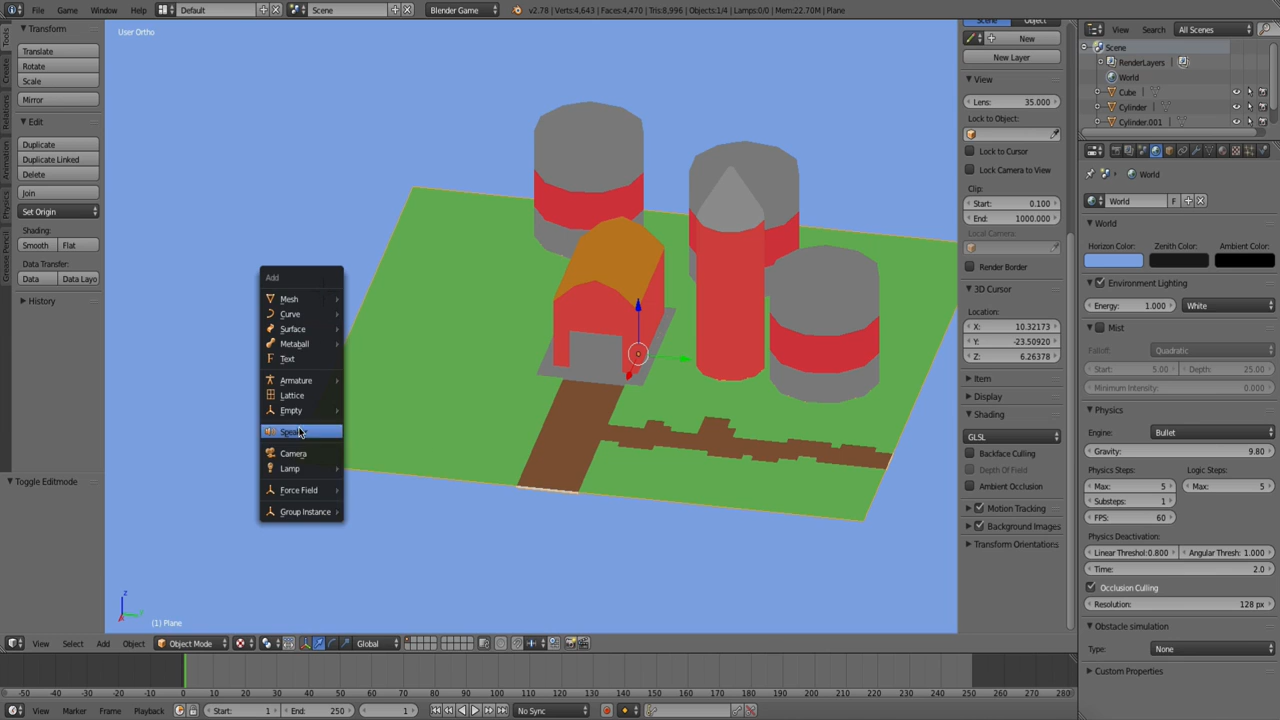 File Game Window Help Default Scene Blender Game v2.78 | Verts:4,643 | Faces:4,470 | Tris:8,996 | Objects:1/4 | Lamps:0/0 | Mem:22.70M | Plane
Tools
Create
Relations
Animation
Physics
Grease Pencil
Transform
Translate
Rotate
Scale
Mirror
Edit
Duplicate
Duplicate Linked
Delete
Join
Set Origin
Shading:
Smooth Flat
Data Transfer:
Data Data Layo
History
Toggle Editmode
User Ortho
Add
Mesh
Curve
Surface
Metaball
Text
Armature
Lattice
Empty
Camera
Lamp
Force Field
Group Instance
z
y
(1) Plane
Scene Object
New
New Layer
View
Lens: 35.000
Lock to Object:
Lock to Cursor
Lock Camera to View
Clip:
Start: 0.100
End: 1000.000
Local Camera:
Render Border
3D Cursor
Location:
X: 10.32173
Y: -23.50920
Z: 6.26378
Item
Display
Shading
GLSL
Backface Culling
Depth Of Field
Ambient Occlusion
Motion Tracking
Background Images
Transform Orientations
View Search All Scenes
Scene
RenderLayers
World
Cube
Cylinder
Cylinder.001
World
World F
World
Horizon Color: Zenith Color: Ambient Color:
Environment Lighting
Energy: 1.000 White
Mist
Falloff: Quadratic
Start: 5.00 Depth: 25.00
Minimum Intensity: 0.000
Physics
Engine: Bullet
Gravity: 9.80
Physics Steps: Logic Steps:
Max: 5 Max: 5
Substeps: 1
FPS: 60
Physics Deactivation:
Linear Threshol:0.800 Angular Thresh: 1.000
Time: 2.0
Occlusion Culling
Resolution: 128 px
Obstacle simulation
Type: None
Custom Properties
View Select Add Object Object Mode Global
-50 -40 -30 -20 -10 0 10 20 30 40 50 60 70 80 90 100 110 120 130 140 150 160 170 180 190 200 210 220 230 240 250 260 270 280
View Marker Frame Playback Start: 1 End: 250 1 No Sync